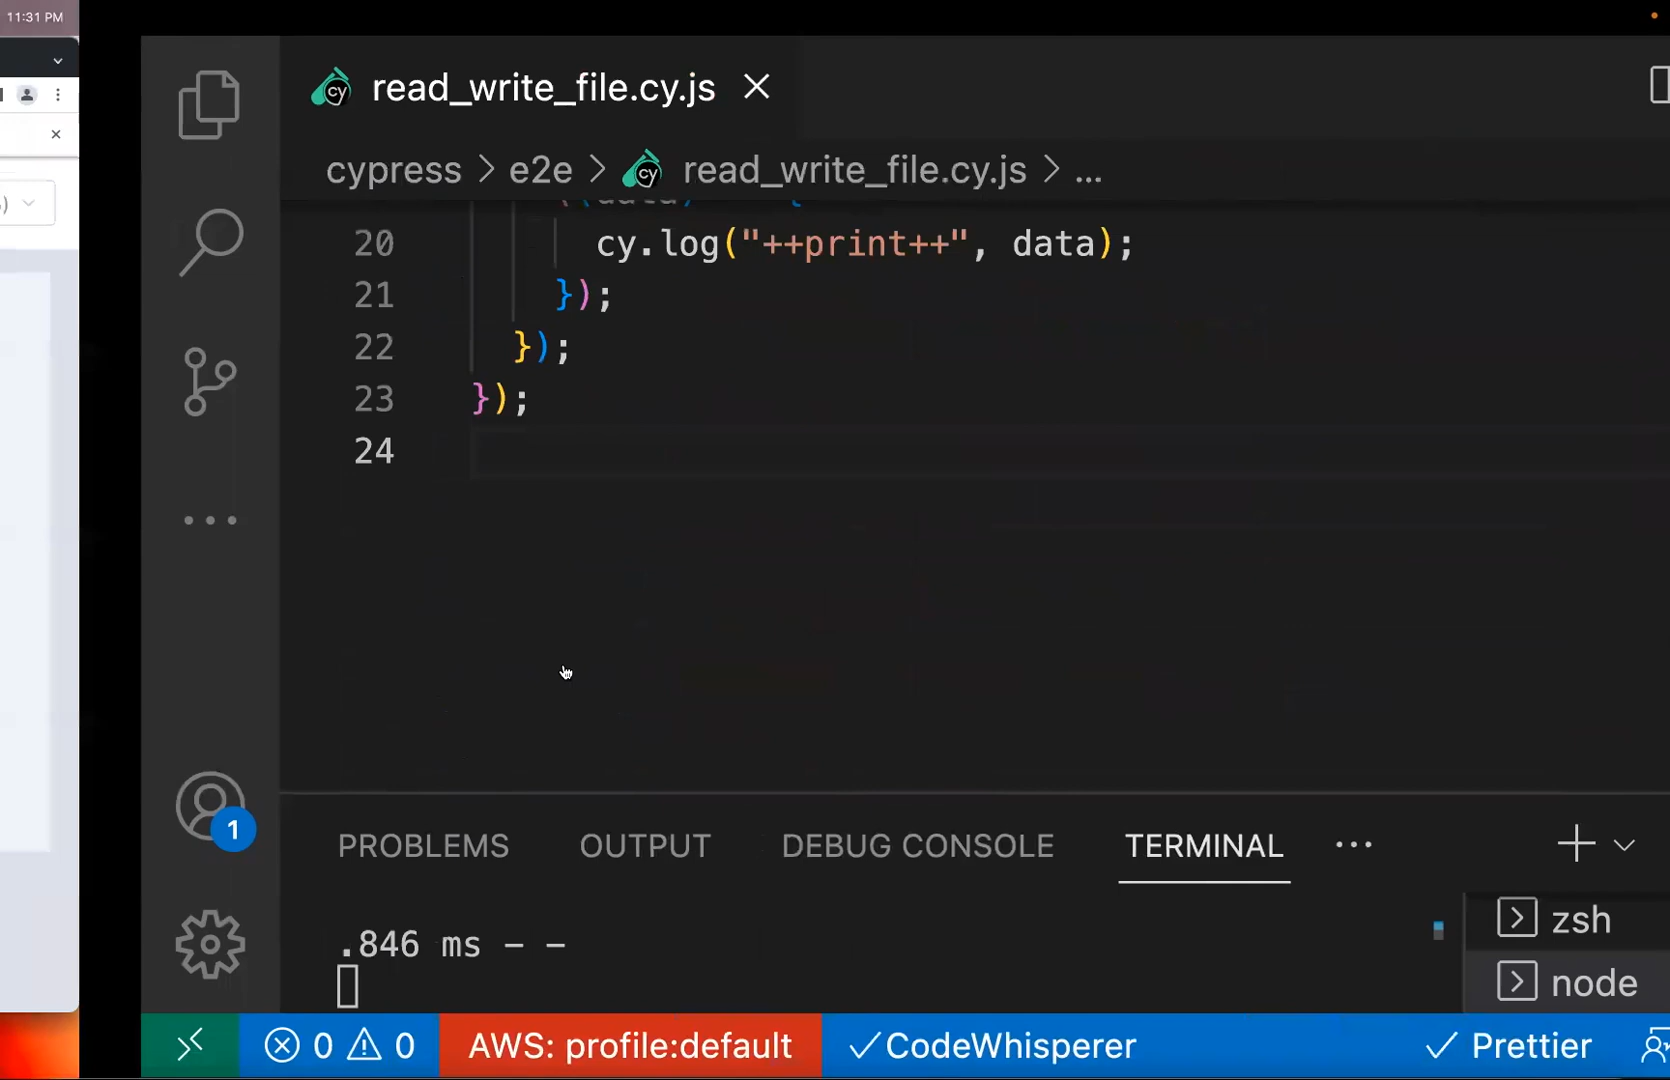 11:31 PM
read_write_file.cy.js
cypress > e2e > read_write_file.cy.js > ...
20 cy.log("++print++", data);
21 });
22 });
23 });
24
1
PROBLEMS OUTPUT DEBUG CONSOLE TERMINAL ...
.846 ms - -
zsh
node
0 0 AWS: profile:default CodeWhisperer Prettier